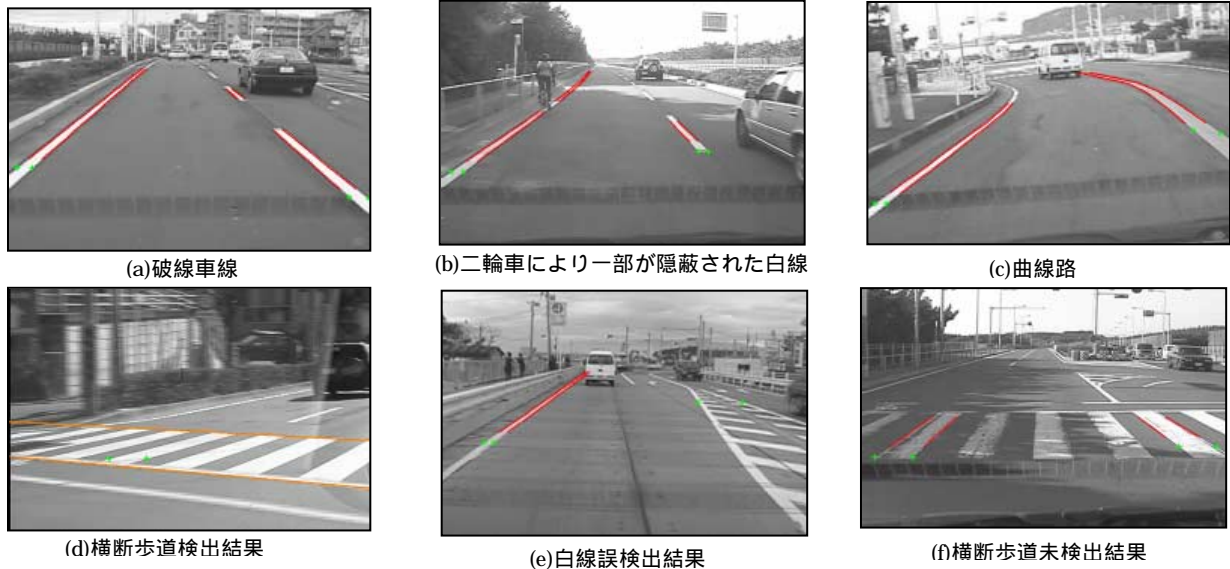 (a)破線車線
(b)二輪車により一部が隠蔽された白線
(c)曲線路
(d)横断歩道検出結果
(e)白線誤検出結果
(f)横断歩道未検出結果